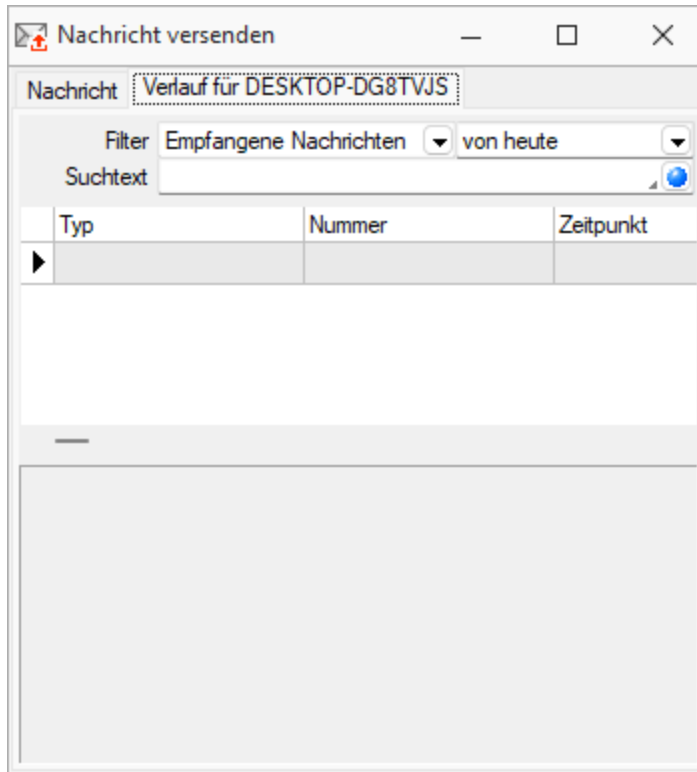 Nachricht versenden
Nachricht Verlauf für DESKTOP-DG8TVJS
Filter Empfangene Nachrichten von heute
Suchtext
Typ Nummer Zeitpunkt